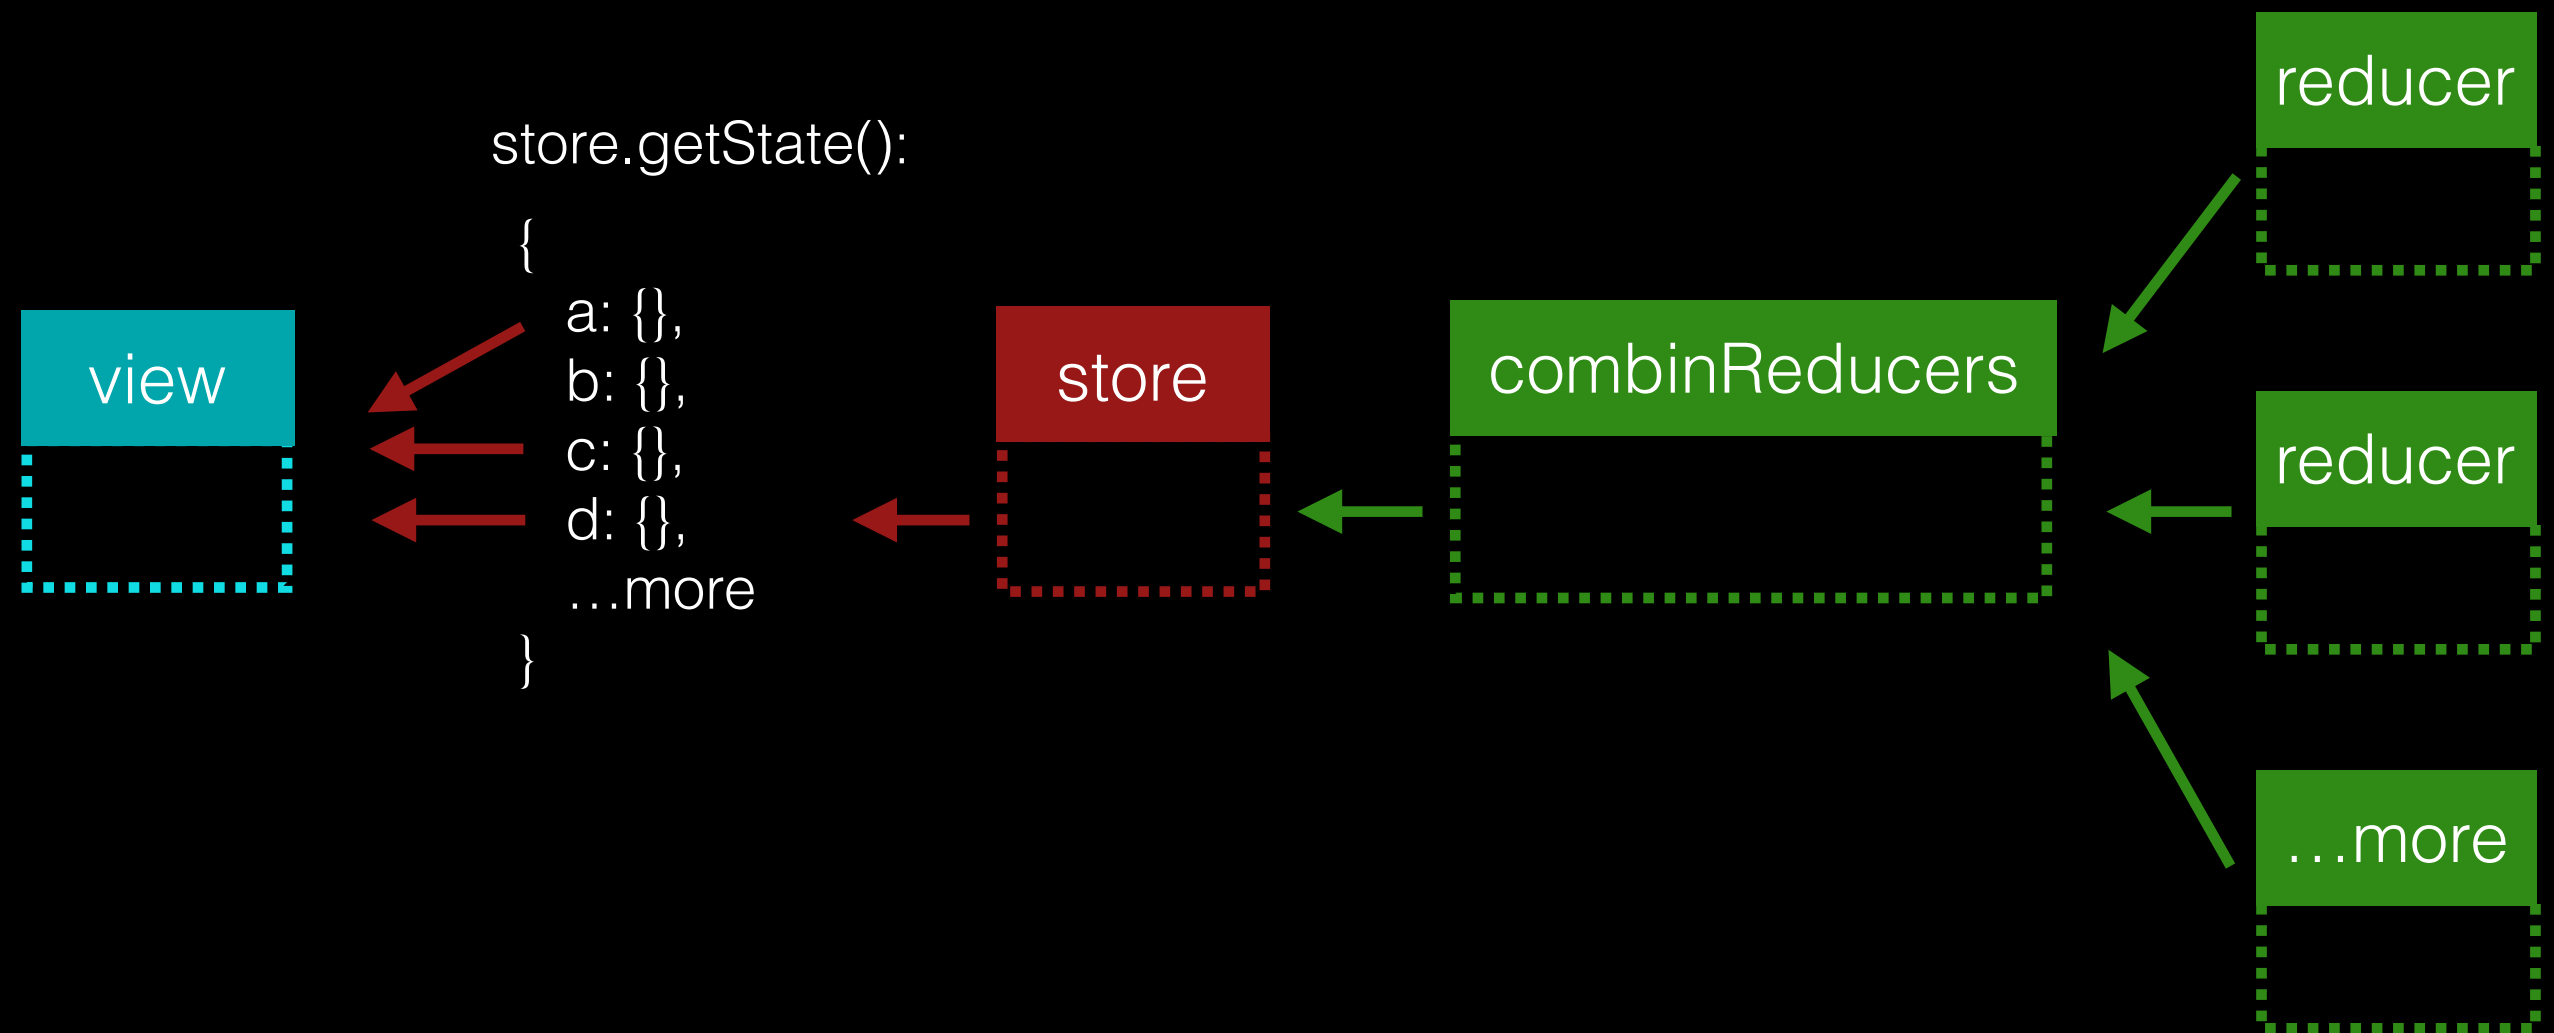 view
store.getState():
{
a: {},
b: {},
c: {},
d: {},
…more
}
store
combinReducers
reducer
reducer
…more